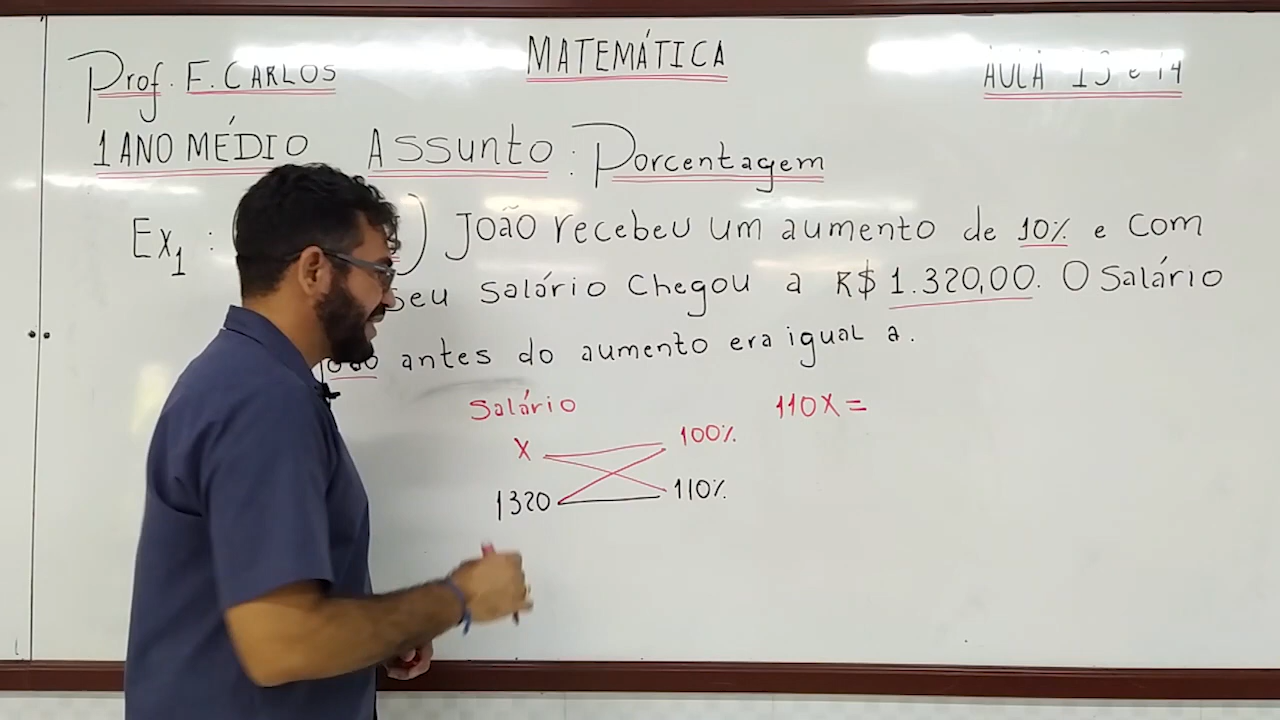 MATEMÁTICA
Prof. F. CARLOS
AULA 13 e 14
1 ANO MÉDIO ASSUNTO: Porcentagem
Ex1: ) João recebeu um aumento de 10% e com
seu salário chegou a R$ 1.320,00. O salário
João antes do aumento era igual a.
Salário
X 100%
1320 110%
110X =